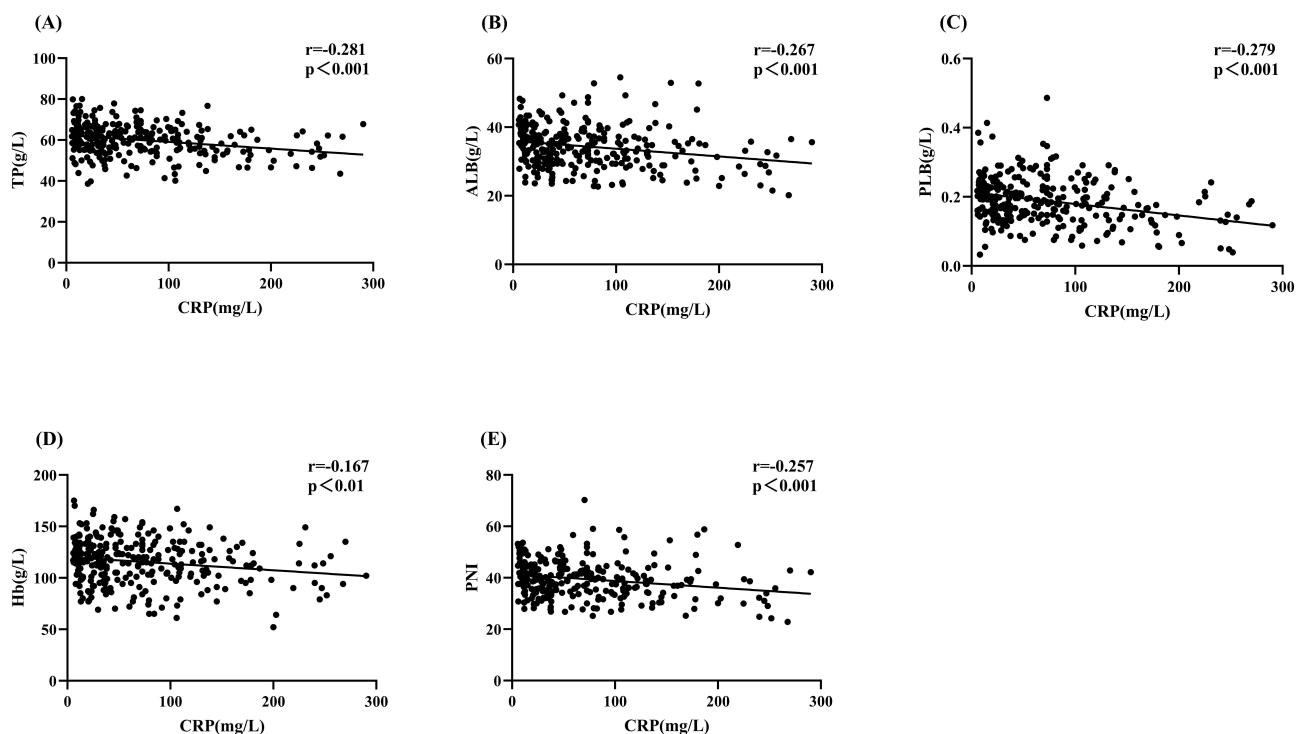 (A)
r=-0.281
p<0.001
100
80
60
40
20
0
TP(g/L)
0 100 200 300
CRP(mg/L)
(B)
r=-0.267
p<0.001
60
40
20
0
ALB(g/L)
0 100 200 300
CRP(mg/L)
(C)
r=-0.279
p<0.001
0.6
0.4
0.2
0.0
PLB(g/L)
0 100 200 300
CRP(mg/L)
(D)
r=-0.167
p<0.01
200
150
100
50
0
Hb(g/L)
0 100 200 300
CRP(mg/L)
(E)
r=-0.257
p<0.001
80
60
40
20
0
PNI
0 100 200 300
CRP(mg/L)